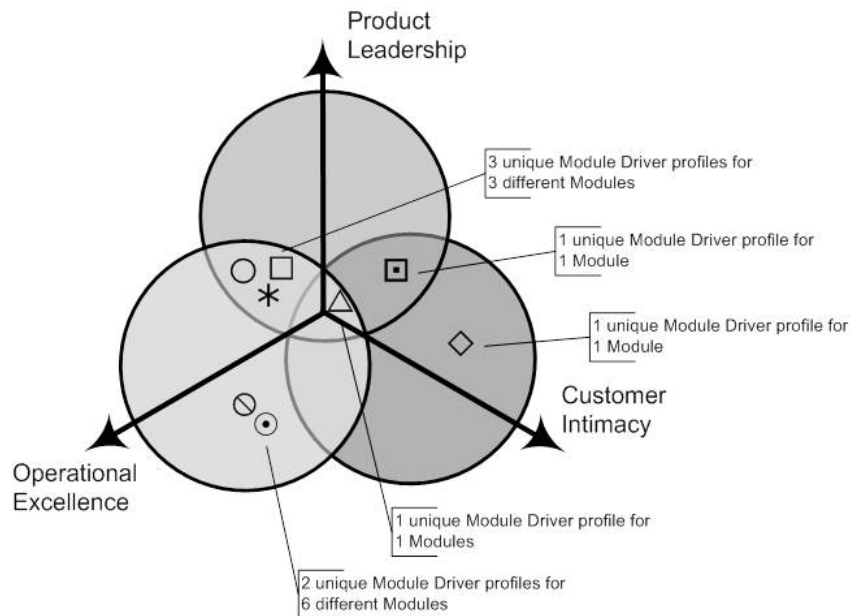 Product
Leadership
3 unique Module Driver profiles for
3 different Modules
1 unique Module Driver profile for
1 Module
1 unique Module Driver profile for
1 Module
Customer
Intimacy
Operational
Excellence
1 unique Module Driver profile for
1 Modules
2 unique Module Driver profiles for
6 different Modules